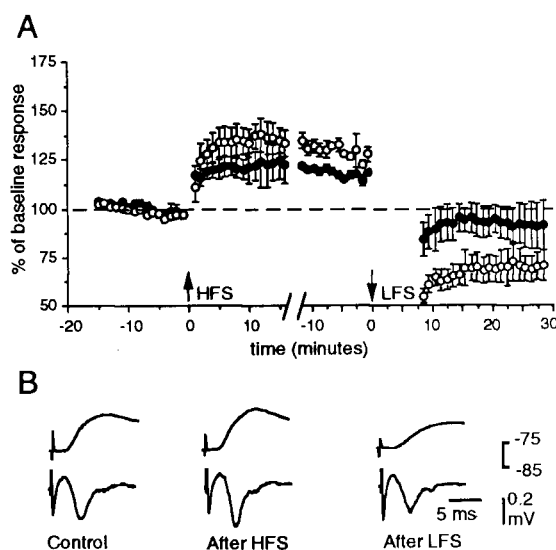 A
% of baseline response
175
150
125
100
75
50
HFS
LFS
-20 -10 0 10 -10 0 10 20 30
time (minutes)
B
-75
-85
0.2
mV
5 ms
Control After HFS After LFS